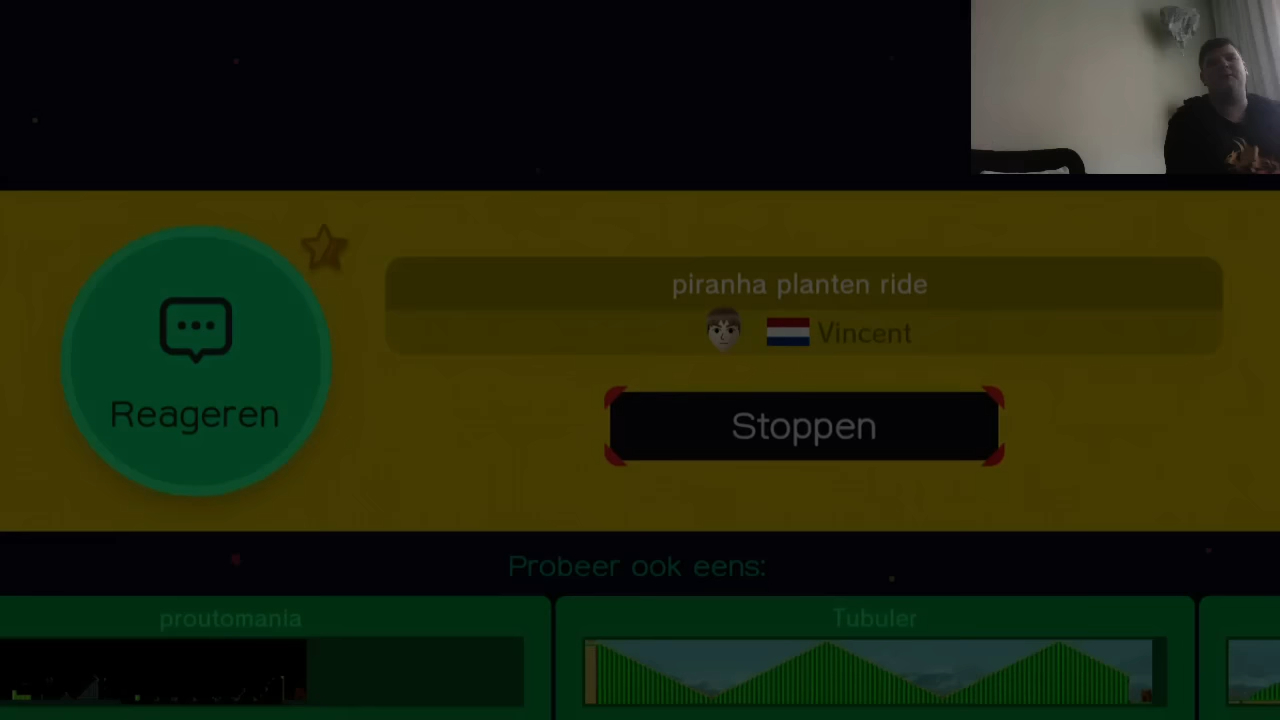 piranha planten ride
Vincent
Reageren
Stoppen
Probeer ook eens:
proutomania
Tubuler